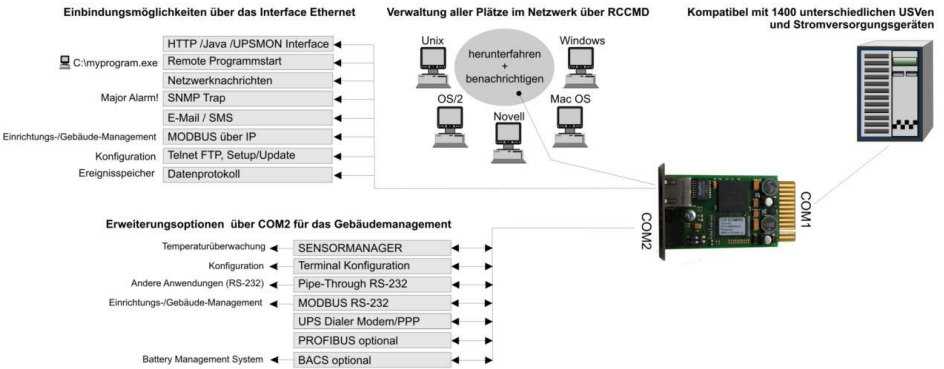 Einbindungsmöglichkeiten über das Interface Ethernet
HTTP /Java /UPSMON Interface
C:\myprogram.exe
Remote Programmstart
Netzwerknachrichten
Major Alarm!
SNMP Trap
E-Mail / SMS
Einrichtungs-/Gebäude-Management
MODBUS über IP
Konfiguration
Telnet FTP, Setup/Update
Ereignisspeicher
Datenprotokoll
Verwaltung aller Plätze im Netzwerk über RCCMD
Unix
Windows
herunterfahren
+
benachrichtigen
OS/2
Mac OS
Novell
Kompatibel mit 1400 unterschiedlichen USVen
und Stromversorgungsgeräten
COM1
COM2
Erweiterungsoptionen über COM2 für das Gebäudemanagement
Temperaturüberwachung
SENSORMANAGER
Konfiguration
Terminal Konfiguration
Andere Anwendungen (RS-232)
Pipe-Through RS-232
Einrichtungs-/Gebäude-Management
MODBUS RS-232
UPS Dialer Modem/PPP
PROFIBUS optional
Battery Management System
BACS optional